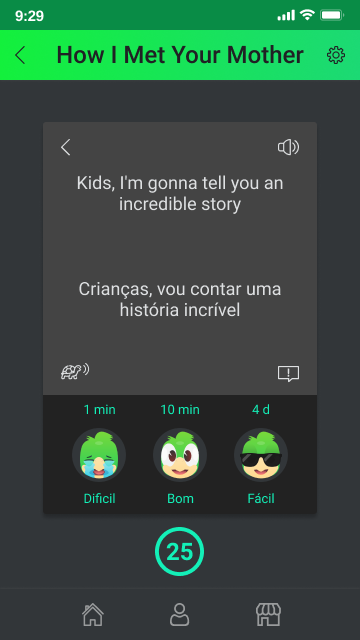 9:29
How I Met Your Mother
Kids, I'm gonna tell you an
incredible story
Crianças, vou contar uma
história incrível
1 min 10 min 4 d
Dificil Bom Fácil
25